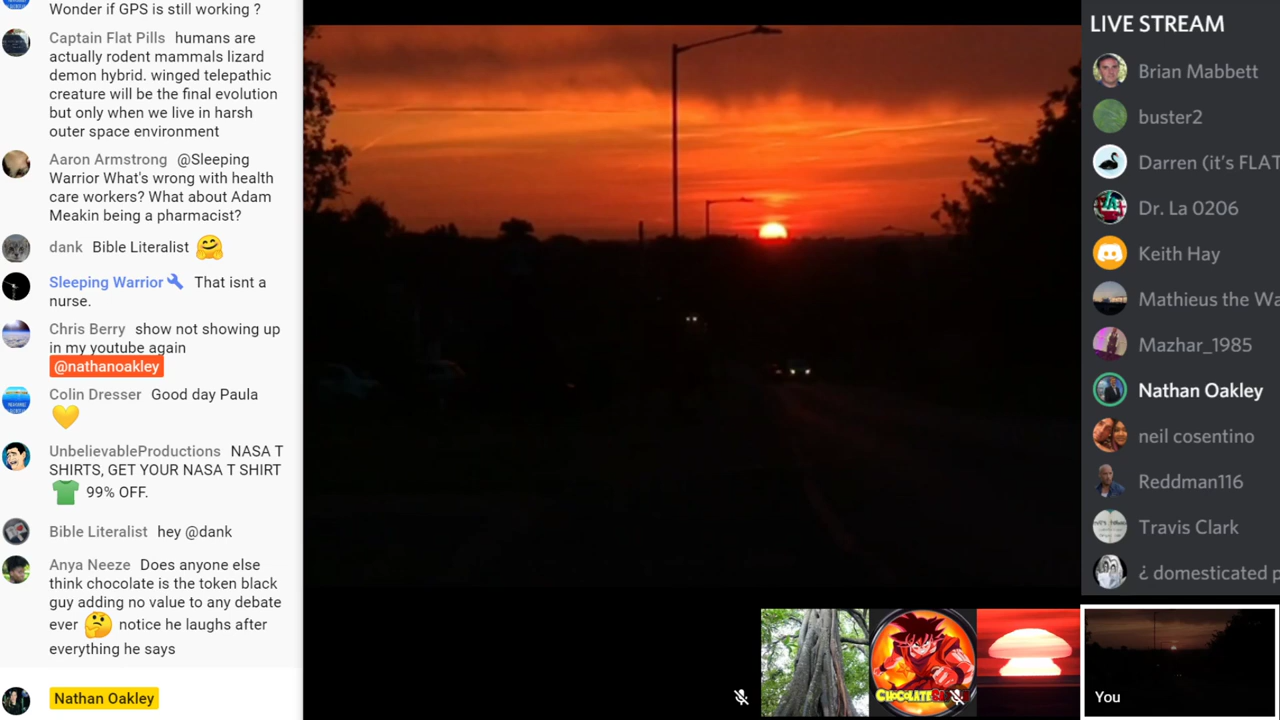 Wonder if GPS is still working ?
Captain Flat Pills humans are
actually rodent mammals lizard
demon hybrid. winged telepathic
creature will be the final evolution
but only when we live in harsh
outer space environment
Aaron Armstrong @Sleeping
Warrior What's wrong with health
care workers? What about Adam
Meakin being a pharmacist?
dank Bible Literalist 🤗
Sleeping Warrior That isnt a
nurse.
Chris Berry show not showing up
in my youtube again
@nathanoakley
Colin Dresser Good day Paula
💛
UnbelievableProductions NASA T
SHIRTS, GET YOUR NASA T SHIRT
👕 99% OFF.
Bible Literalist hey @dank
Anya Neeze Does anyone else
think chocolate is the token black
guy adding no value to any debate
ever 🤔 notice he laughs after
everything he says
Nathan Oakley
LIVE STREAM
Brian Mabbett
buster2
Darren (it's FLAT
Dr. La 0206
Keith Hay
Mathieus the Wa
Mazhar_1985
Nathan Oakley
neil cosentino
Reddman116
Travis Clark
¿ domesticated p
You